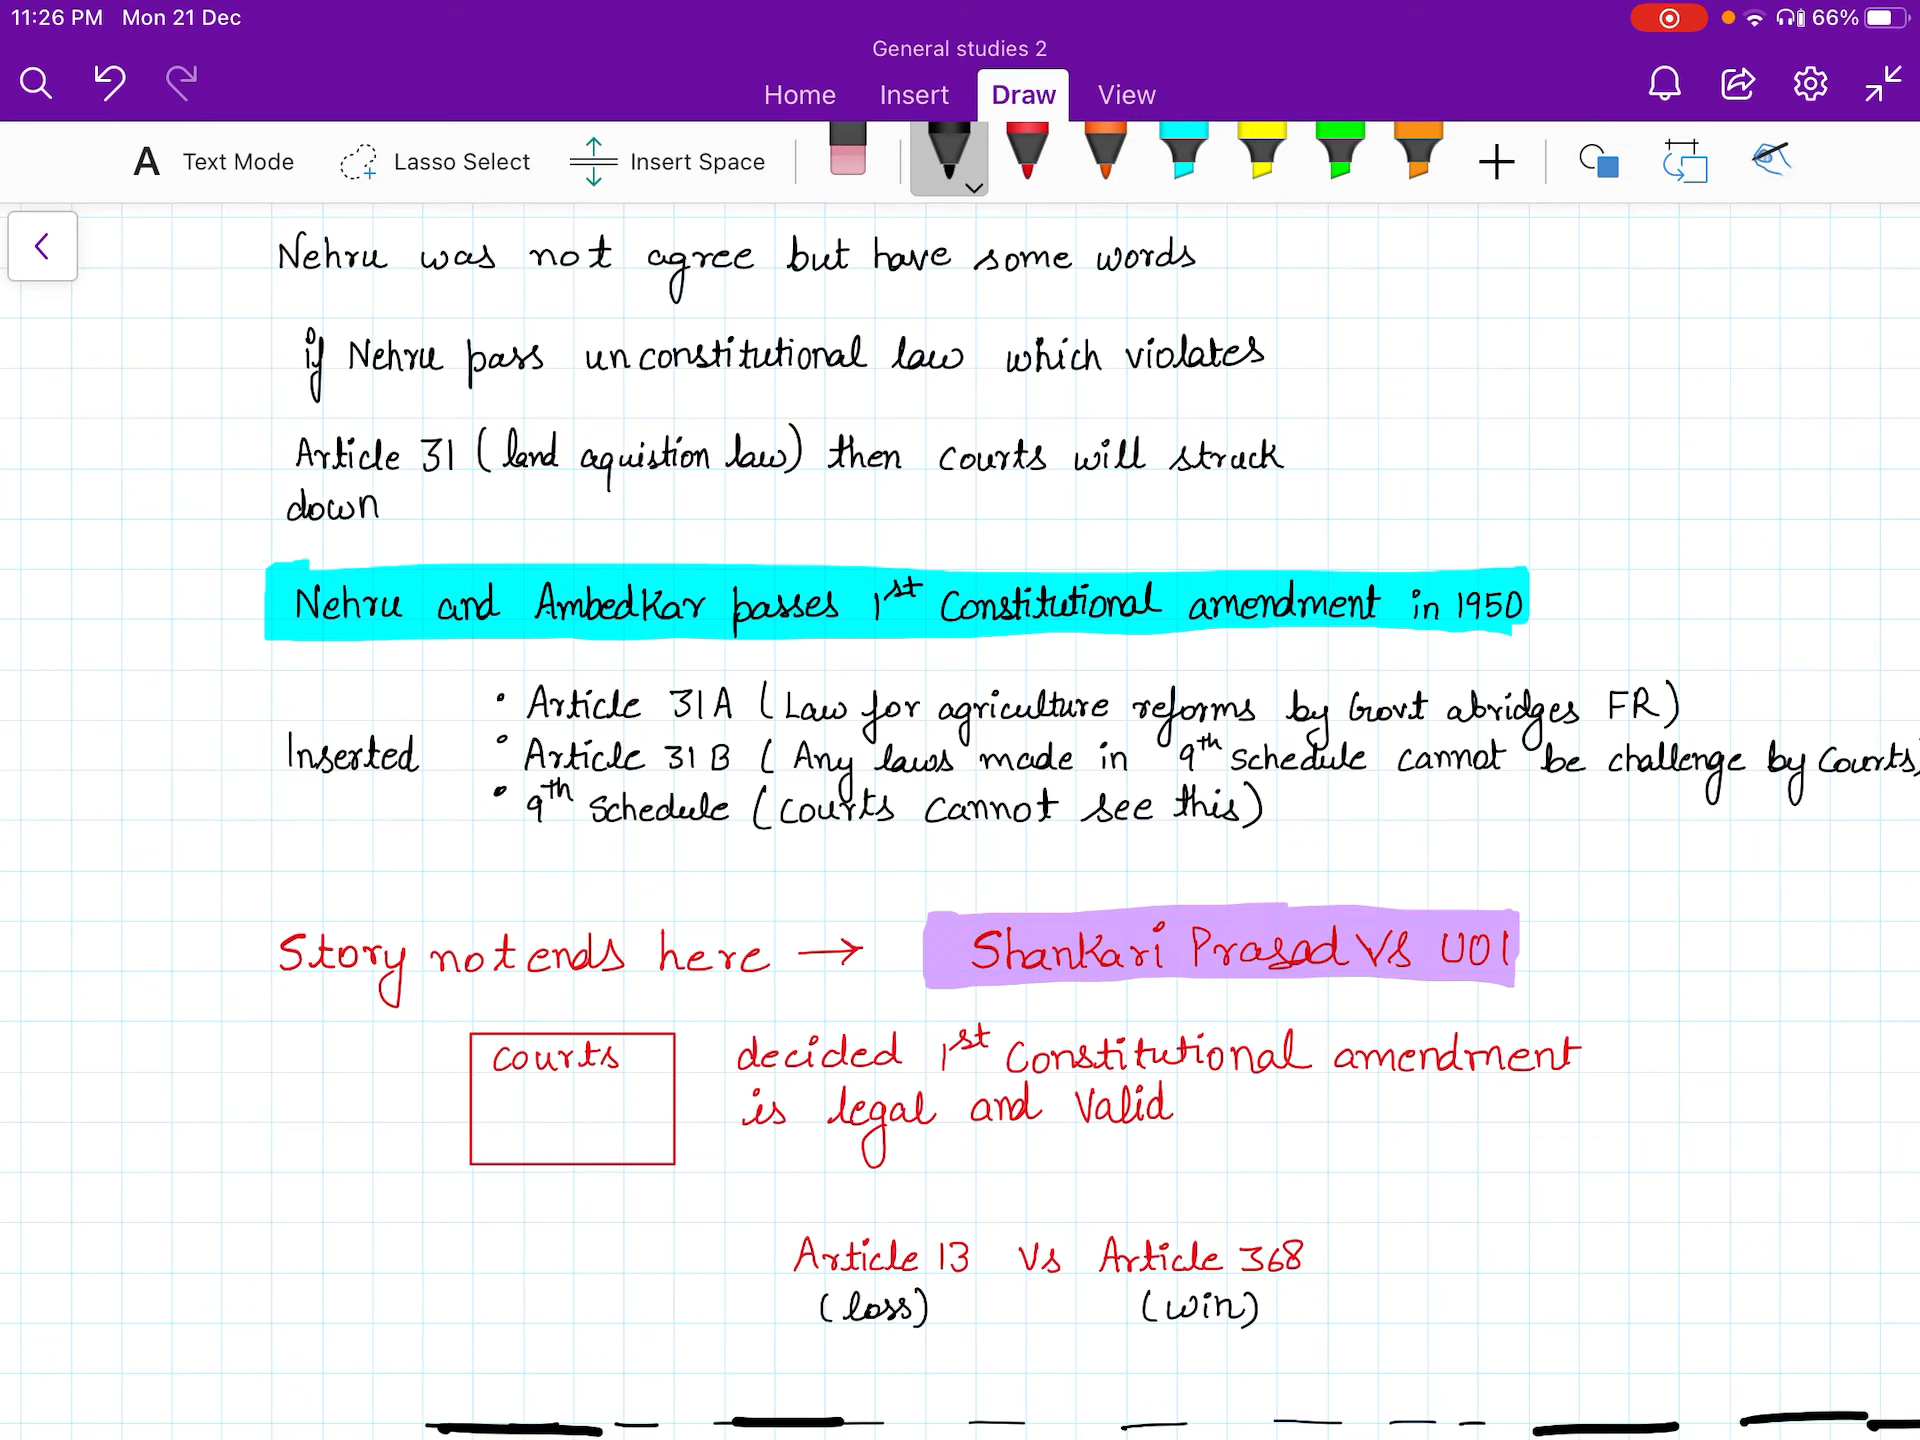 11:26 PM Mon 21 Dec
66%
General studies 2
Home Insert Draw View
A Text Mode Lasso Select Insert Space
Nehru was not agree but have some words
if Nehru pass unconstitutional law which violates
Article 31 (land aquistion law) then courts will struck
down
Nehru and Ambedkar passes 1st Constitutional amendment in 1950
• Article 31A (Law for agriculture reforms by Govt abridges FR)
Inserted • Article 31B (Any laws made in 9th schedule cannot be challenge by Courts)
• 9th Schedule (courts cannot see this)
Story not ends here → Shankari Prasad Vs UOI
courts decided 1st Constitutional amendment
is legal and Valid
Article 13 Vs Article 368
(loss) (win)